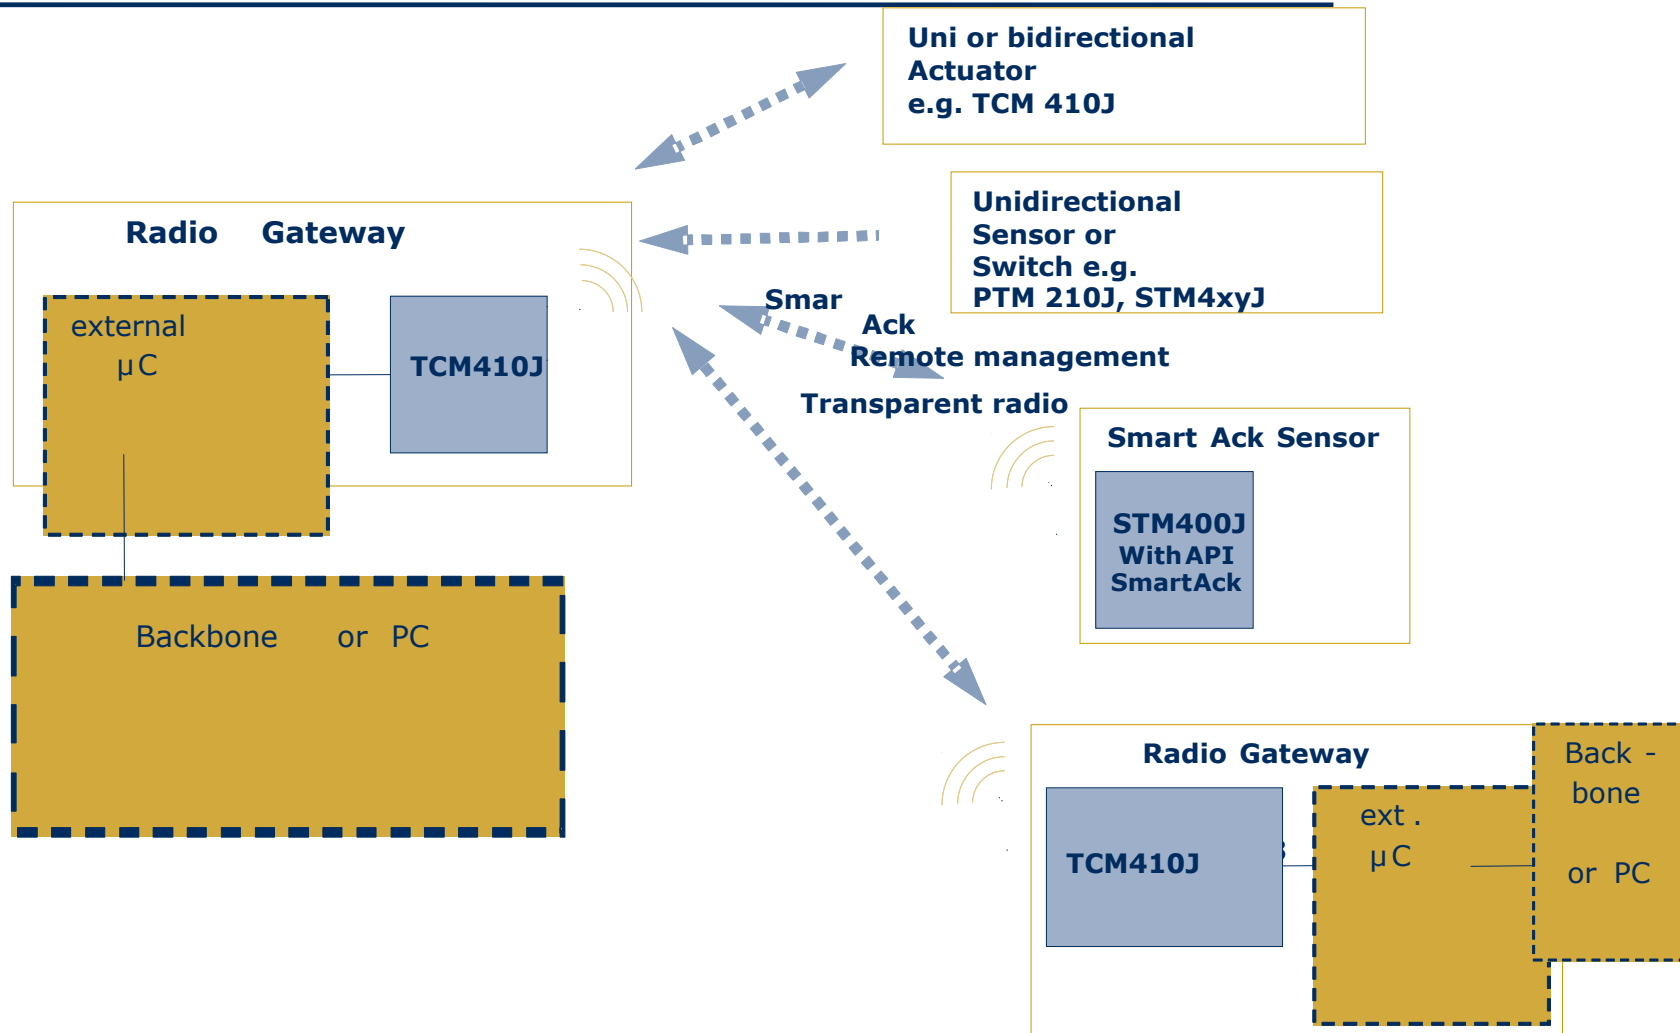 Uni or bidirectional
Actuator
e.g. TCM 410J
Unidirectional
Sensor or
Switch e.g.
PTM 210J, STM4xyJ
Radio Gateway
external
µC
TCM410J
Backbone or PC
Smar
Ack
Remote management
Transparent radio
Smart Ack Sensor
STM400J
With API
SmartAck
Radio Gateway
TCM410J
ext .
µC
Back -
bone
or PC